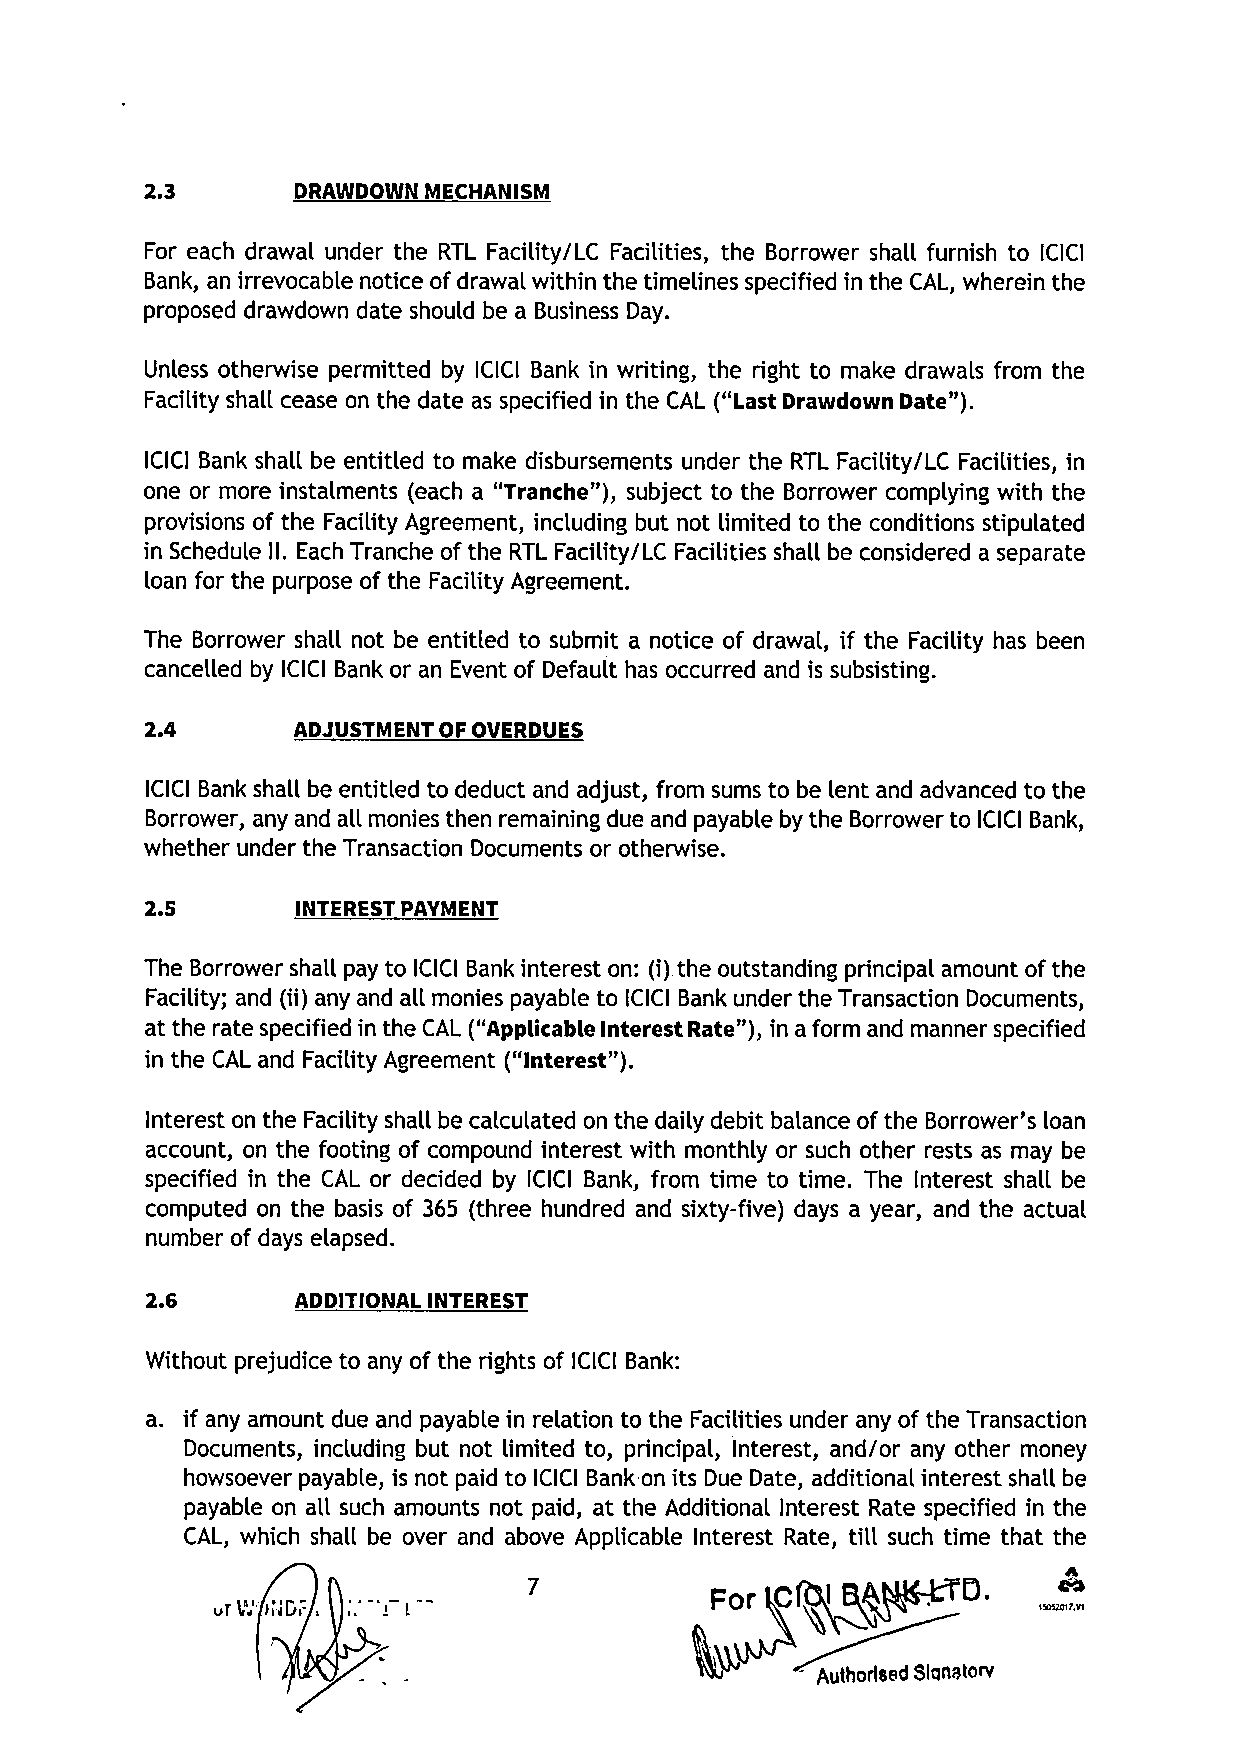 2.3 DRAWDOWN MECHANISM
For each drawal under the RTL Facility/LC Facilities, the Borrower shall furnish to ICICI
Bank, an irrevocable notice of drawal within the timelines specified in the CAL, wherein the
proposed drawdown date should be a Business Day.
Unless otherwise permitted by ICICI Bank in writing, the right to make drawals from the
Facility shall cease on the date as specified in the CAL (“Last Drawdown Date”).
ICICI Bank shall be entitled to make disbursements under the RTL Facility/LC Facilities, in
one or more instalments (each a “Tranche”), subject to the Borrower complying with the
provisions of the Facility Agreement, including but not limited to the conditions stipulated
in Schedule II. Each Tranche of the RTL Facility/LC Facilities shall be considered a separate
loan for the purpose of the Facility Agreement.
The Borrower shall not be entitled to submit a notice of drawal, if the Facility has been
cancelled by ICICI Bank or an Event of Default has occurred and is subsisting.
2.4 ADJUSTMENT OF OVERDUES
ICICI Bank shall be entitled to deduct and adjust, from sums to be lent and advanced to the
Borrower, any and all monies then remaining due and payable by the Borrower to ICICI Bank,
whether under the Transaction Documents or otherwise.
2.5 INTEREST PAYMENT
The Borrower shall pay to ICICI Bank interest on: (i) the outstanding principal amount of the
Facility; and (ii) any and all monies payable to ICICI Bank under the Transaction Documents,
at the rate specified in the CAL (“Applicable Interest Rate”), in a form and manner specified
in the CAL and Facility Agreement (“Interest”).
Interest on the Facility shall be calculated on the daily debit balance of the Borrower’s loan
account, on the footing of compound interest with monthly or such other rests as may be
specified in the CAL or decided by ICICI Bank, from time to time. The Interest shall be
computed on the basis of 365 (three hundred and sixty-five) days a year, and the actual
number of days elapsed.
2.6 ADDITIONAL INTEREST
Without prejudice to any of the rights of ICICI Bank:
a. if any amount due and payable in relation to the Facilities under any of the Transaction
Documents, including but not limited to, principal, Interest, and/or any other money
howsoever payable, is not paid to ICICI Bank on its Due Date, additional interest shall be
payable on all such amounts not paid, at the Additional Interest Rate specified in the
CAL, which shall be over and above Applicable Interest Rate, till such time that the
7
For ICICI BANK LTD.
15052017.V1
Authorised Signatory